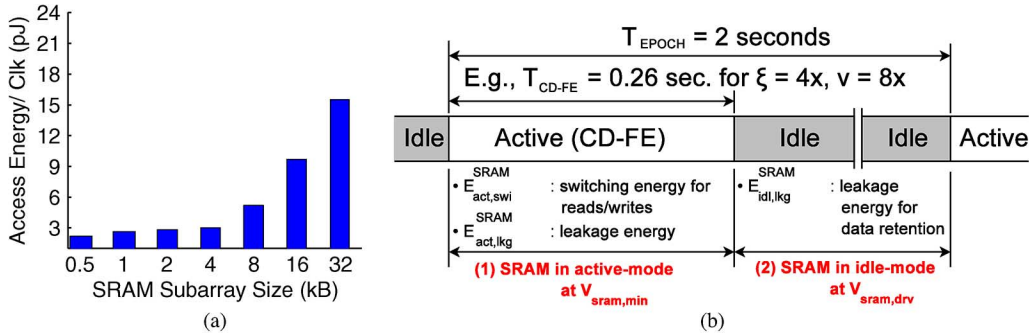 (a)
24
21
18
15
12
9
6
3
Access Energy/ Clk (pJ)
0.5 1 2 4 8 16 32
SRAM Subarray Size (kB)
(b)
T EPOCH = 2 seconds
E.g., T CD-FE = 0.26 sec. for ξ = 4x, v = 8x
Idle Active (CD-FE) Idle Idle Active
• E SRAM act,swi : switching energy for
reads/writes
• E SRAM act,lkg : leakage energy
(1) SRAM in active-mode
at V sram,min
• E SRAM idl,lkg : leakage
energy for
data retention
(2) SRAM in idle-mode
at V sram,drv
(a)
(b)